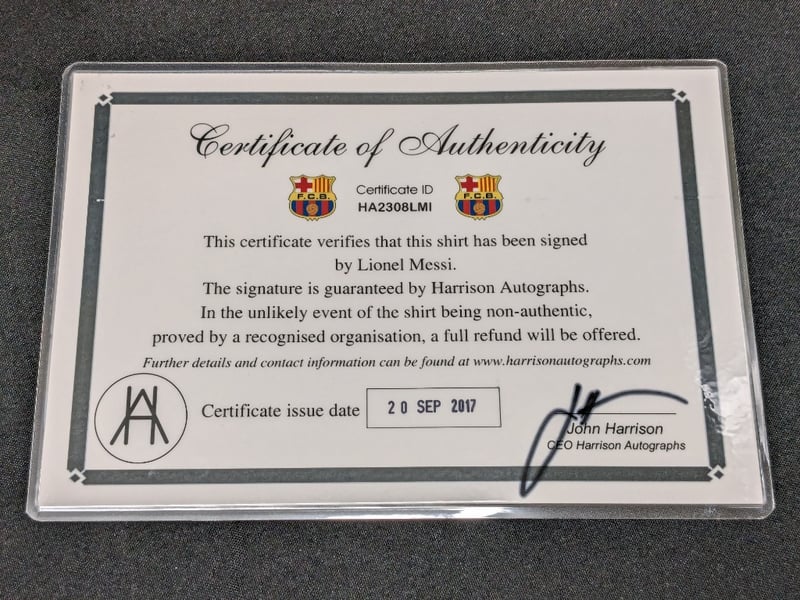 Certificate of Authenticity
F.C.B.
Certificate ID
F.C.B.
HA2308LMI
This certificate verifies that this shirt has been signed
by Lionel Messi.
The signature is guaranteed by Harrison Autographs.
In the unlikely event of the shirt being non-authentic,
proved by a recognised organisation, a full refund will be offered.
Further details and contact information can be found at www.harrisonautographs.com
HA
Certificate issue date
20 SEP 2017
John Harrison
CEO Harrison Autographs